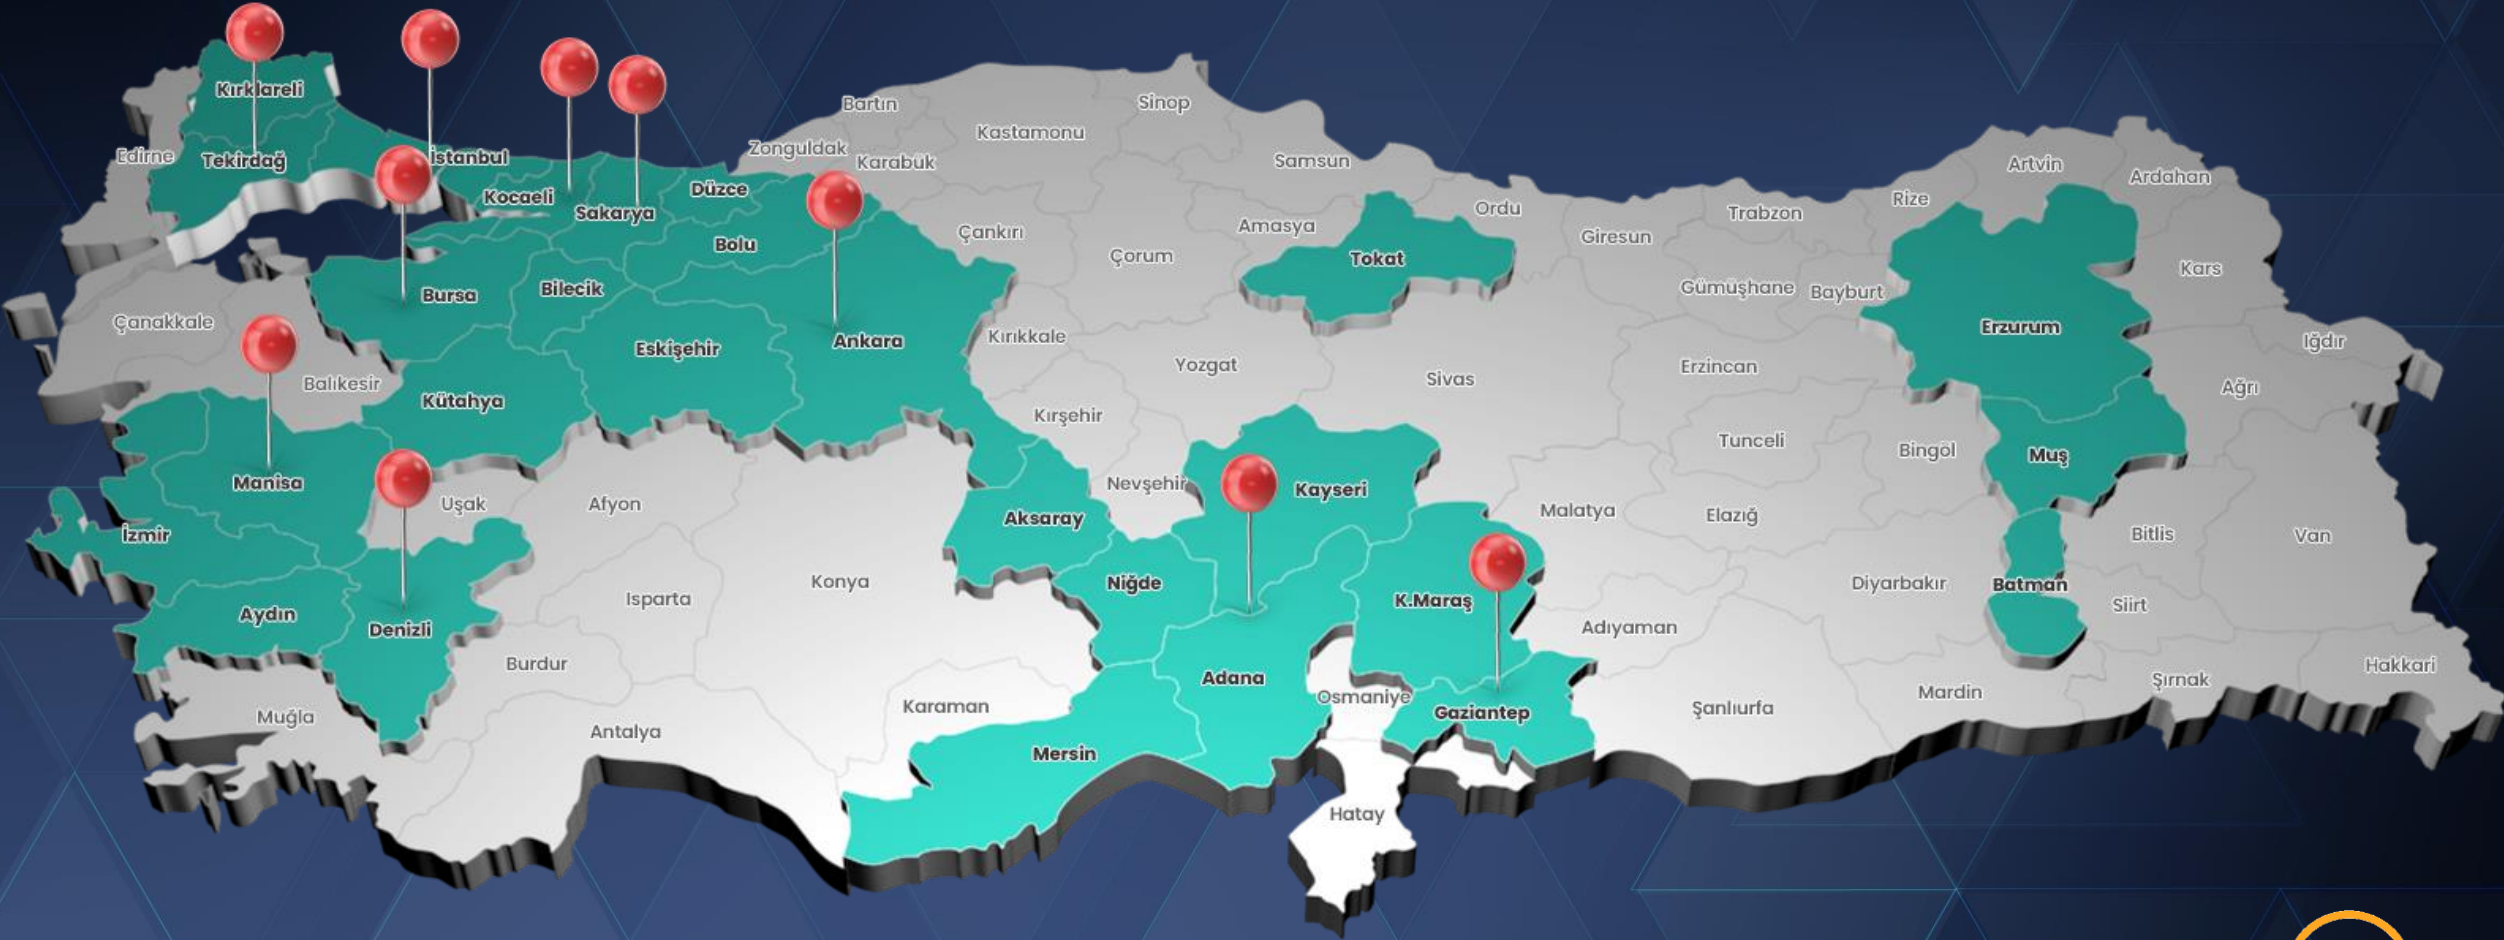 Kırklareli
Edirne
Tekirdağ
İstanbul
Kocaeli
Sakarya
Düzce
Zonguldak
Bartın
Karabük
Kastamonu
Sinop
Samsun
Ordu
Giresun
Trabzon
Rize
Artvin
Ardahan
Çankırı
Çorum
Amasya
Tokat
Gümüşhane
Bayburt
Erzurum
Kars
Iğdır
Ağrı
Bolu
Bilecik
Bursa
Çanakkale
Balıkesir
Kütahya
Eskişehir
Ankara
Kırıkkale
Yozgat
Sivas
Erzincan
Kırşehir
Tunceli
Bingöl
Muş
Manisa
Uşak
Afyon
Nevşehir
Kayseri
Aksaray
Malatya
Elazığ
Bitlis
Van
İzmir
Aydın
Denizli
Isparta
Konya
Niğde
K.Maraş
Adıyaman
Diyarbakır
Batman
Siirt
Muğla
Burdur
Antalya
Karaman
Mersin
Adana
Osmaniye
Gaziantep
Şanlıurfa
Mardin
Şırnak
Hakkari
Hatay